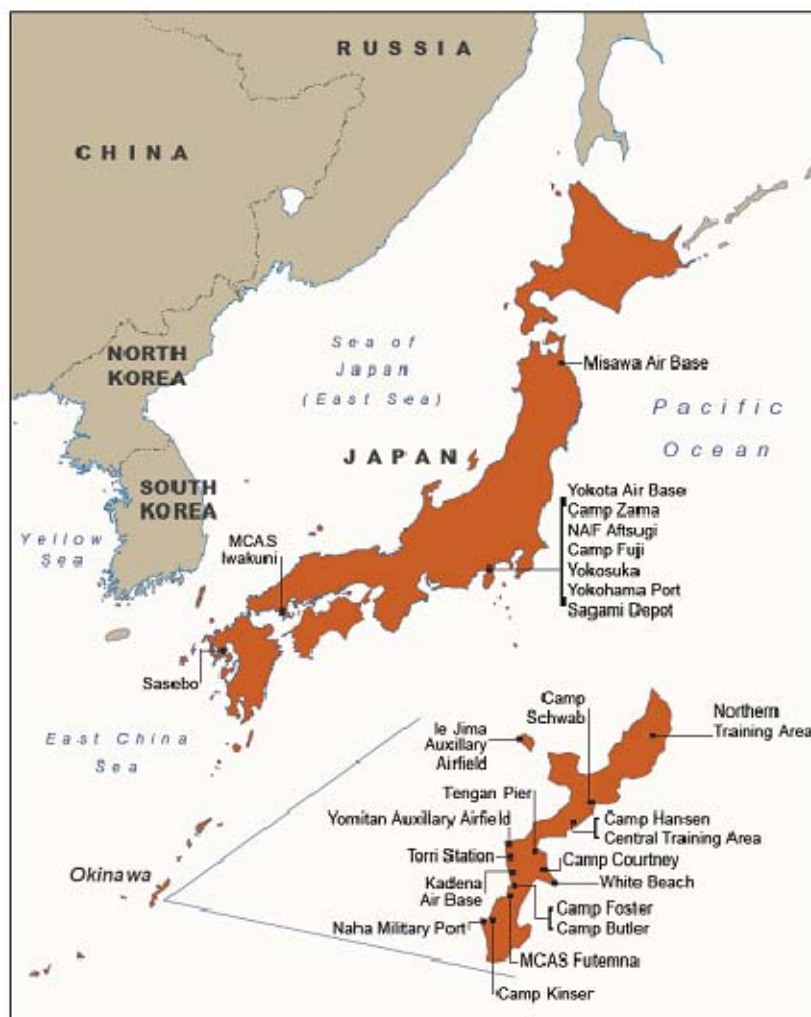 RUSSIA
CHINA
NORTH
KOREA
Sea of
Japan
(East Sea)
Misawa Air Base
Pacific
Ocean
JAPAN
SOUTH
KOREA
Yellow
Sea
MCAS
Iwakuni
Yokota Air Base
Camp Zama
NAIF Aftsugi
Camp Fuji
Yokosuka
Yokohama Port
Sagami Depot
Sasebo
East China
Sea
Camp
Schwab
Northern
Training Area
Ie Jima
Auxillary
Airfield
Tengan Pier
Yomitan Auxillary Airfield
Camp Hansen
Central Training Area
Torri Station
Camp Courtney
Okinawa
Kadena
Air Base
White Beach
Camp Foster
Camp Butler
Naha Military Port
MCAS Futemna
Camp Kinser